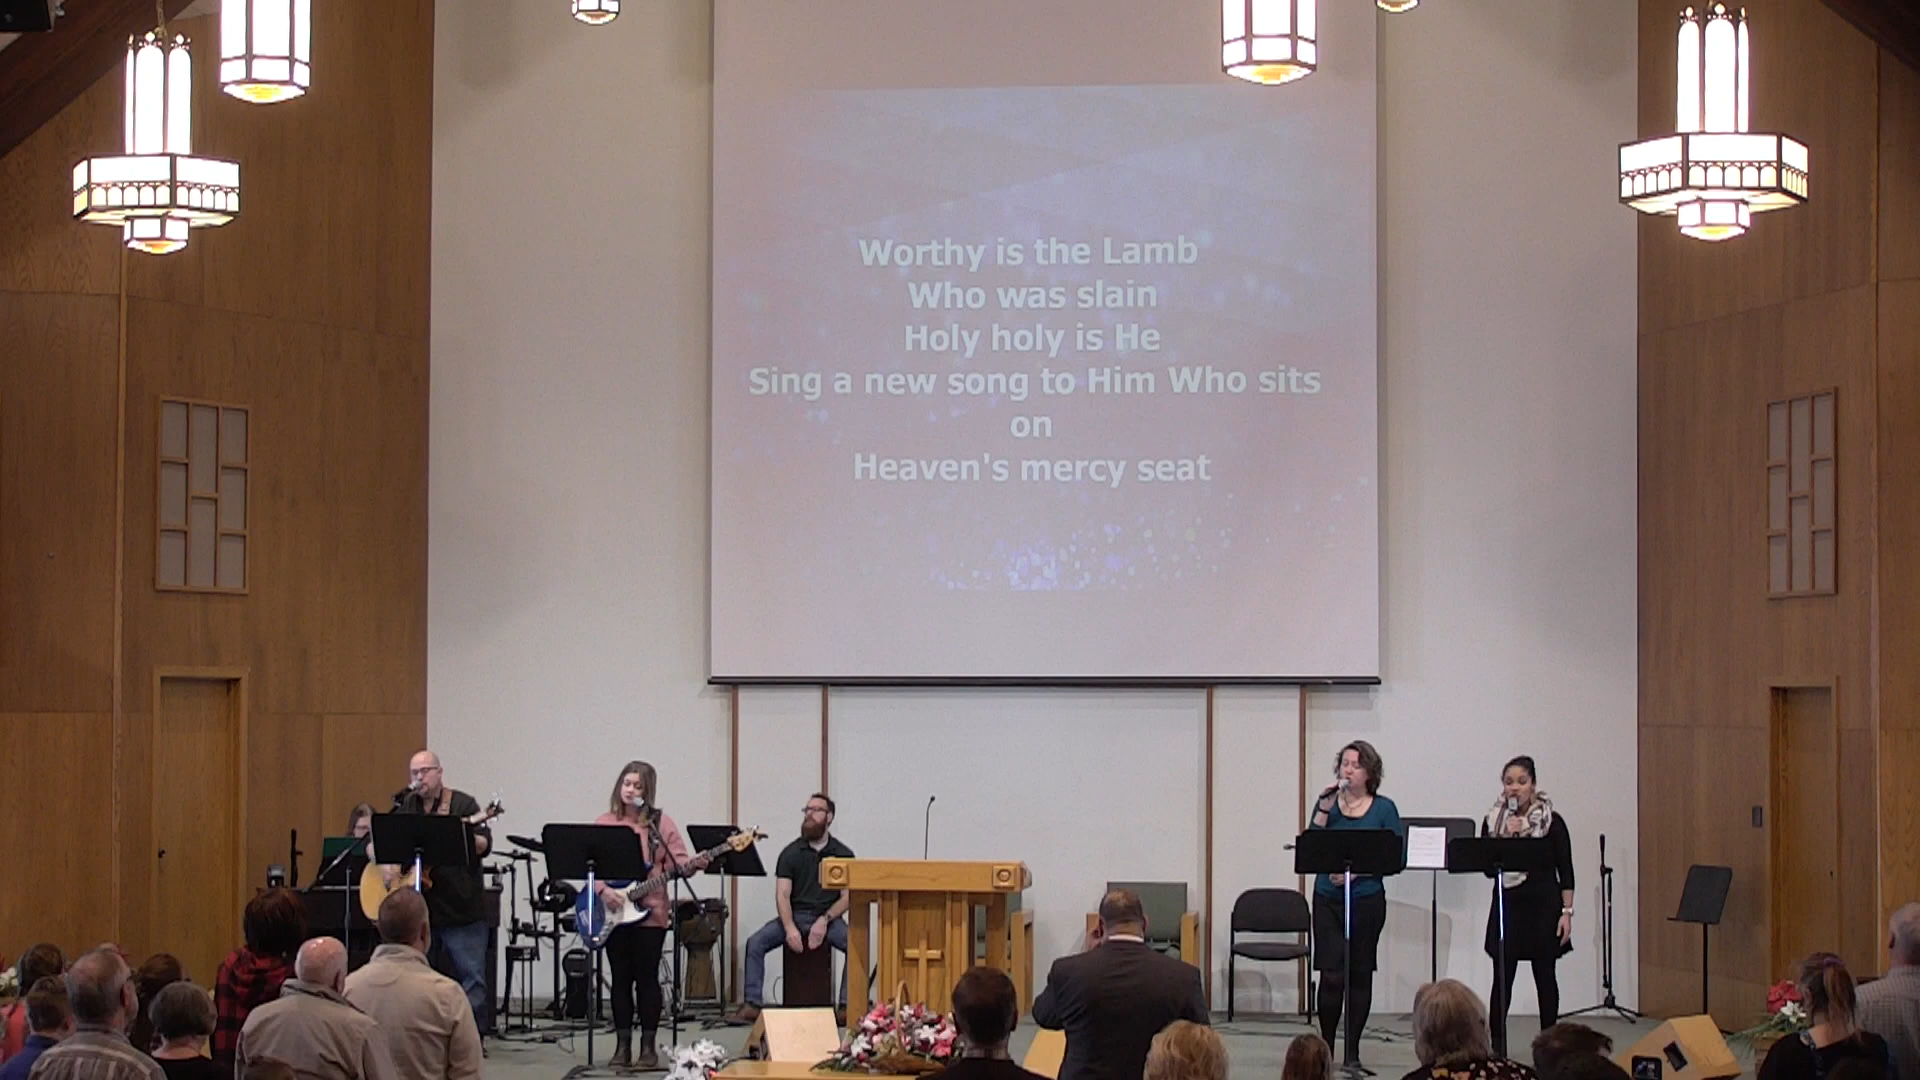 Worthy is the Lamb
Who was slain
Holy holy is He
Sing a new song to Him Who sits
on
Heaven's mercy seat